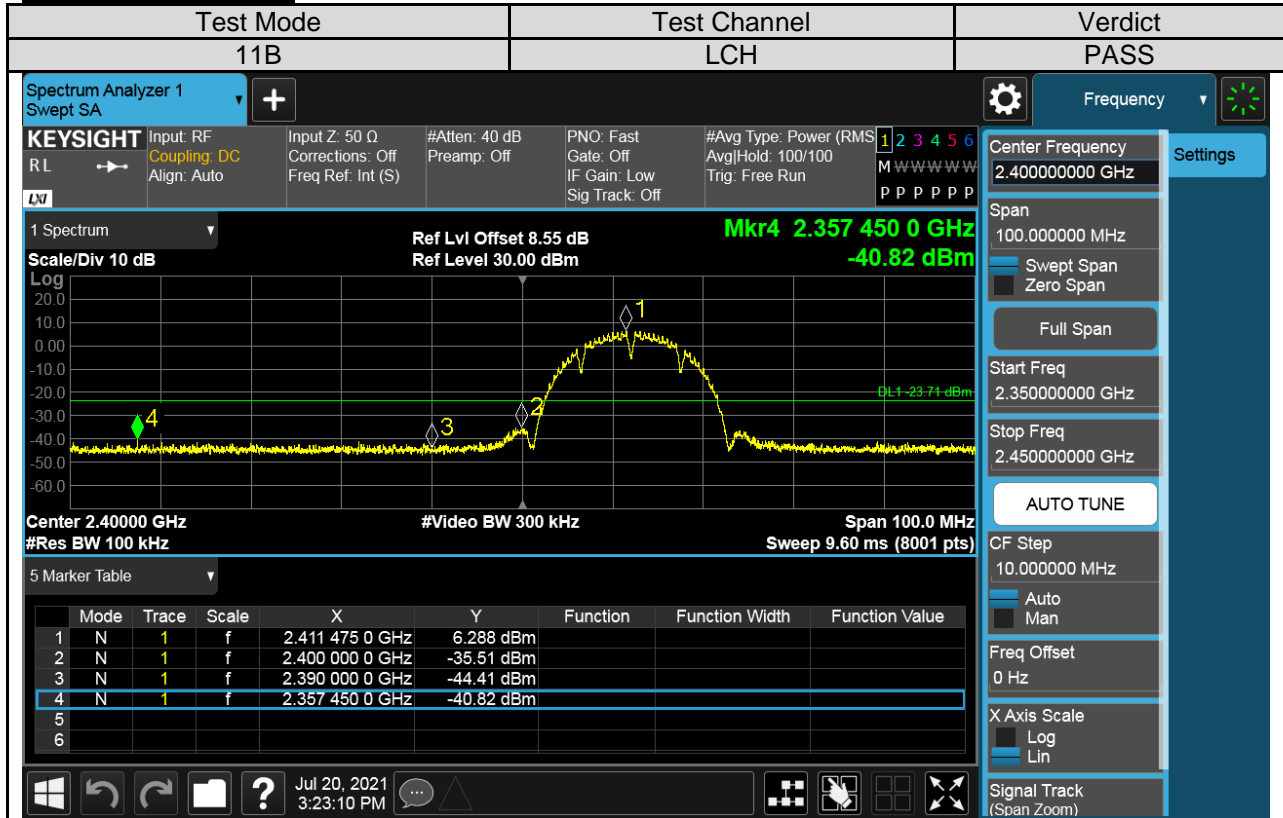 Test Mode Test Channel Verdict
11B LCH PASS
Spectrum Analyzer 1
Swept SA
+
Frequency
KEYSIGHT
RL
LXI
Input: RF
Coupling: DC
Align: Auto
Input Z: 50 Ω
Corrections: Off
Freq Ref: Int (S)
#Atten: 40 dB
Preamp: Off
PNO: Fast
Gate: Off
IF Gain: Low
Sig Track: Off
#Avg Type: Power (RMS
Avg|Hold: 100/100
Trig: Free Run
1 2 3 4 5 6
M W W W W W
P P P P P P
1 Spectrum
Scale/Div 10 dB
Ref Lvl Offset 8.55 dB
Ref Level 30.00 dBm
Mkr4 2.357 450 0 GHz
-40.82 dBm
Log
20.0
10.0
0.00
-10.0
-20.0
-30.0
-40.0
-50.0
-60.0
1
2
3
4
DL1 -23.71 dBm
Center 2.40000 GHz
#Res BW 100 kHz
#Video BW 300 kHz
Span 100.0 MHz
Sweep 9.60 ms (8001 pts)
5 Marker Table
Mode Trace Scale X Y Function Function Width Function Value
1 N 1 f 2.411 475 0 GHz 6.288 dBm
2 N 1 f 2.400 000 0 GHz -35.51 dBm
3 N 1 f 2.390 000 0 GHz -44.41 dBm
4 N 1 f 2.357 450 0 GHz -40.82 dBm
5
6
Center Frequency
2.400000000 GHz
Settings
Span
100.000000 MHz
Swept Span
Zero Span
Full Span
Start Freq
2.350000000 GHz
Stop Freq
2.450000000 GHz
AUTO TUNE
CF Step
10.000000 MHz
Auto
Man
Freq Offset
0 Hz
X Axis Scale
Log
Lin
Signal Track
(Span Zoom)
?
Jul 20, 2021
3:23:10 PM